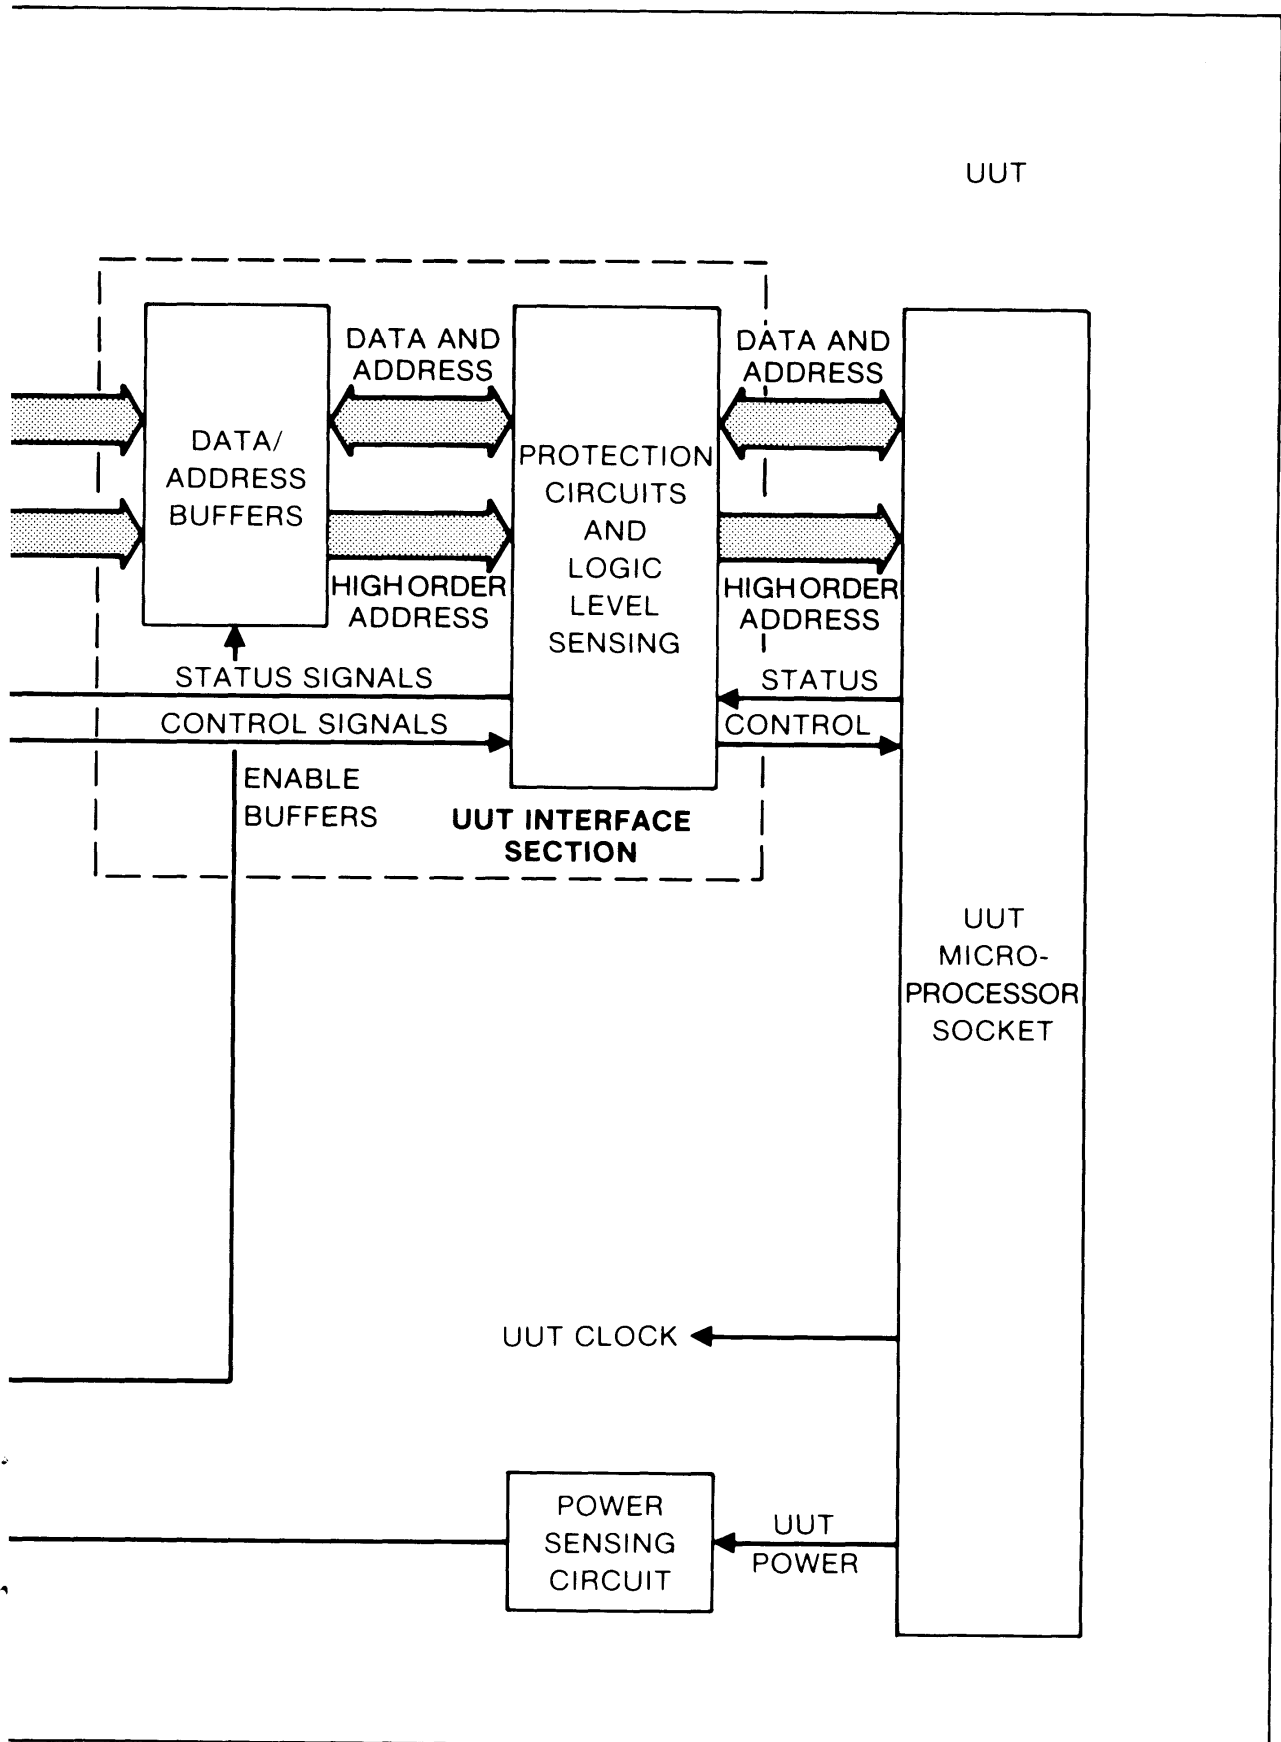 UUT
DATA AND
ADDRESS
DATA AND
ADDRESS
DATA/
ADDRESS
BUFFERS
PROTECTION
CIRCUITS
AND
LOGIC
LEVEL
SENSING
HIGH ORDER
ADDRESS
HIGH ORDER
ADDRESS
STATUS SIGNALS
STATUS
CONTROL SIGNALS
CONTROL
ENABLE
BUFFERS
UUT INTERFACE
SECTION
UUT
MICRO-
PROCESSOR
SOCKET
UUT CLOCK
POWER
SENSING
CIRCUIT
UUT
POWER